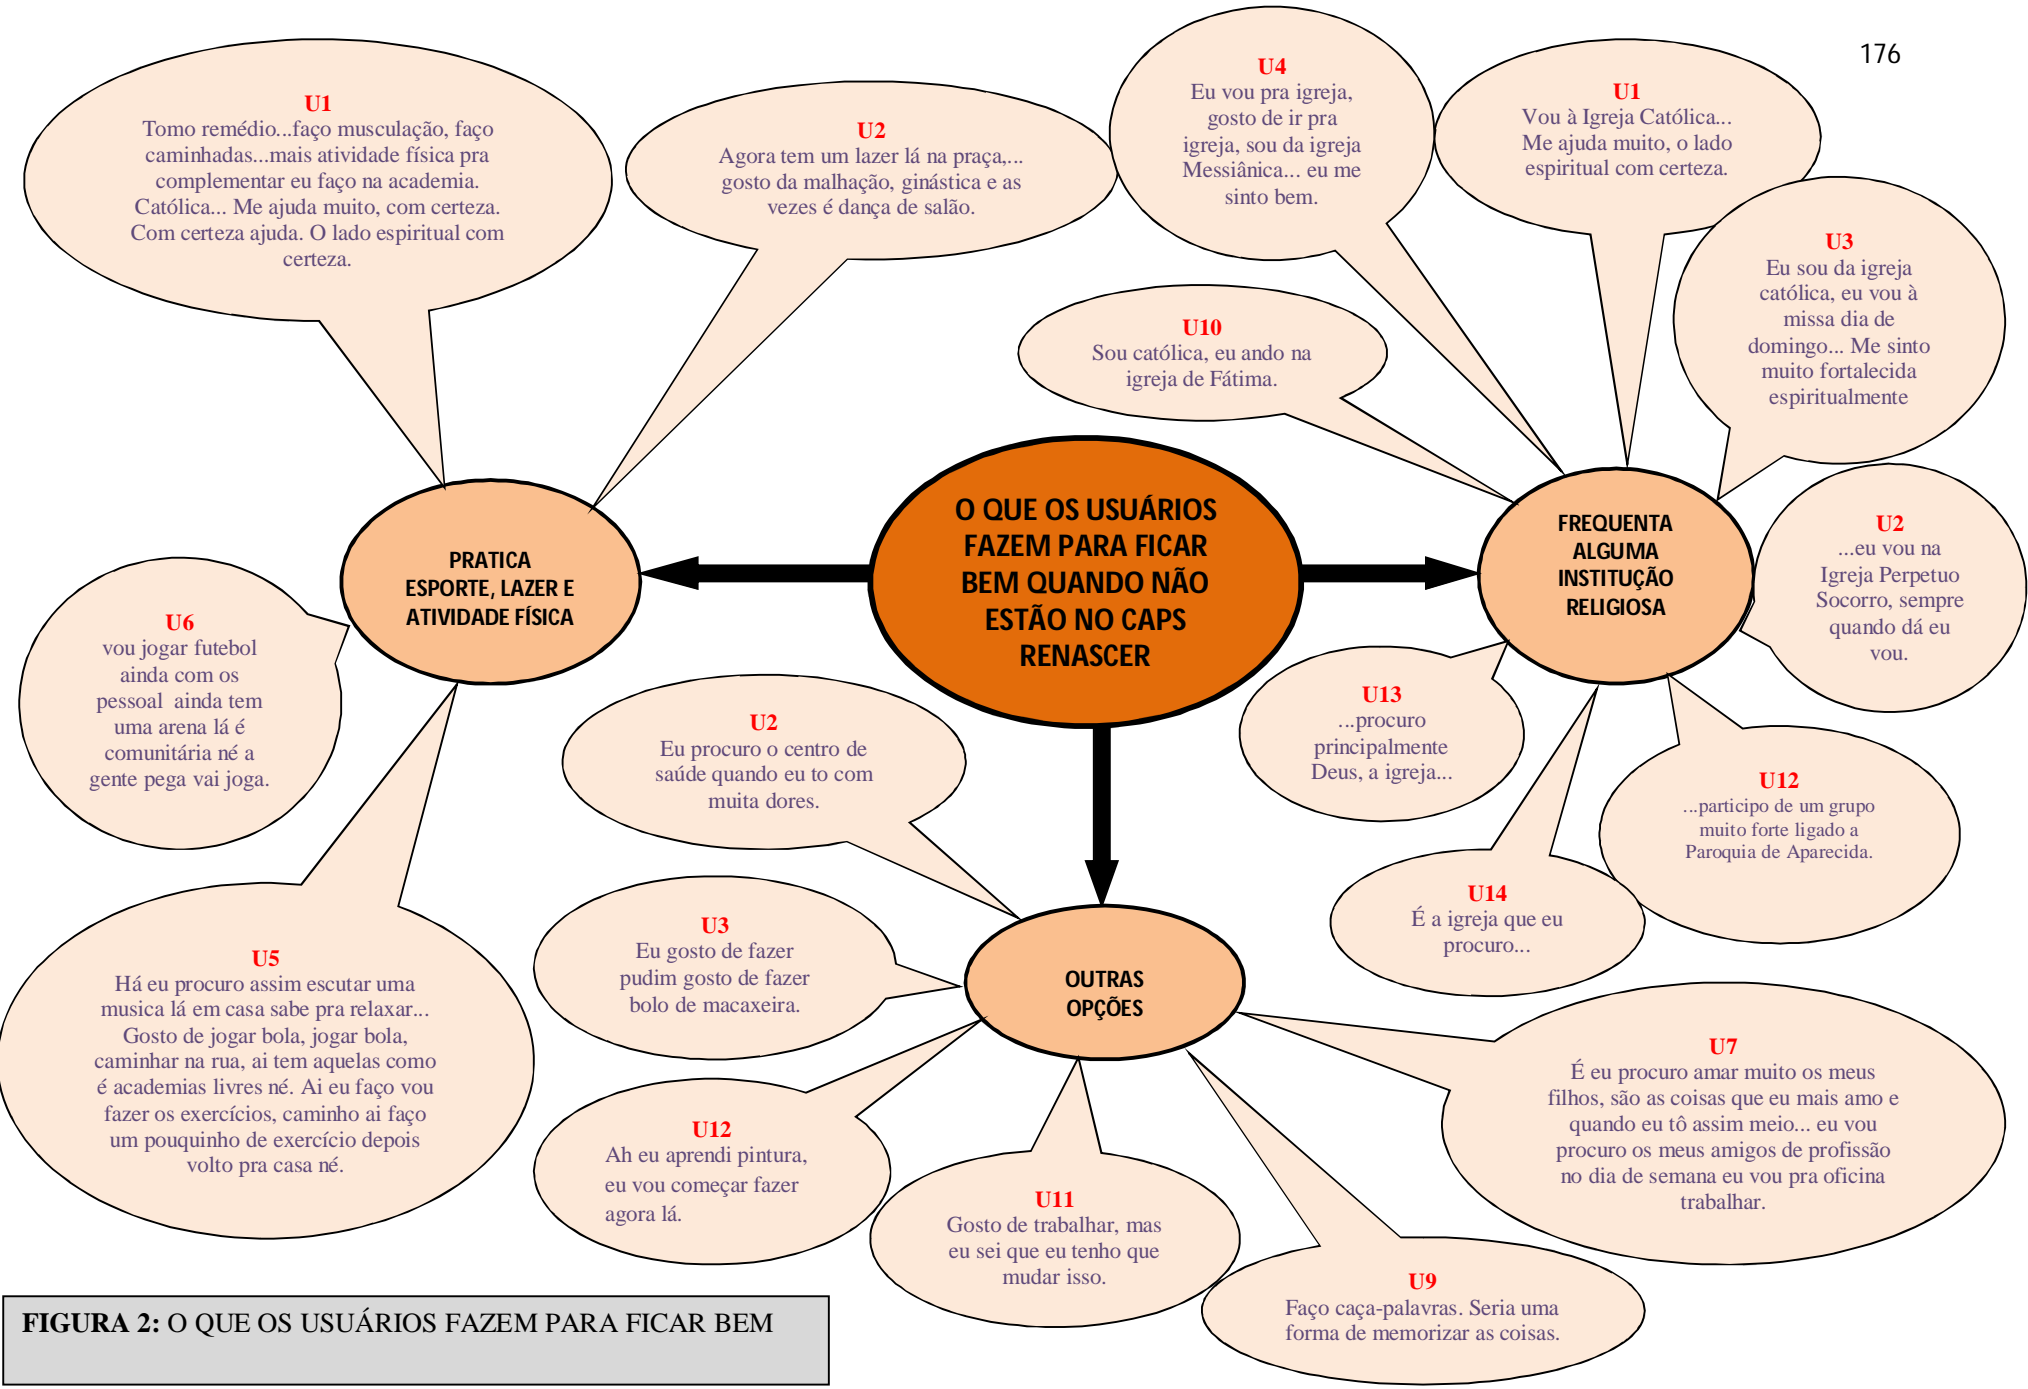 176
U1
Tomo remédio...faço musculação, faço
caminhadas...mais atividade física pra
complementar eu faço na academia.
Católica... Me ajuda muito, com certeza.
Com certeza ajuda. O lado espiritual com
certeza.
U2
Agora tem um lazer lá na praça,...
gosto da malhação, ginástica e as
vezes é dança de salão.
U4
Eu vou pra igreja,
gosto de ir pra
igreja, sou da igreja
Messiânica... eu me
sinto bem.
U1
Vou à Igreja Católica...
Me ajuda muito, o lado
espiritual com certeza.
U3
Eu sou da igreja
católica, eu vou à
missa dia de
domingo... Me sinto
muito fortalecida
espiritualmente
U10
Sou católica, eu ando na
igreja de Fátima.
O QUE OS USUÁRIOS
FAZEM PARA FICAR
BEM QUANDO NÃO
ESTÃO NO CAPS
RENASCER
PRATICA
ESPORTE, LAZER E
ATIVIDADE FÍSICA
FREQUENTA
ALGUMA
INSTITUÇÃO
RELIGIOSA
U2
...eu vou na
Igreja Perpetuo
Socorro, sempre
quando dá eu
vou.
U6
vou jogar futebol
ainda com os
pessoal  ainda tem
uma arena lá é
comunitária né a
gente pega vai joga.
U13
...procuro
principalmente
Deus, a igreja...
U2
Eu procuro o centro de
saúde quando eu to com
muita dores.
U12
...participo de um grupo
muito forte ligado a
Paroquia de Aparecida.
U14
É a igreja que eu
procuro...
U3
Eu gosto de fazer
pudim gosto de fazer
bolo de macaxeira.
OUTRAS
OPÇÕES
U5
Há eu procuro assim escutar uma
musica lá em casa sabe pra relaxar...
Gosto de jogar bola, jogar bola,
caminhar na rua, ai tem aquelas como
é academias livres né. Ai eu faço vou
fazer os exercícios, caminho ai faço
um pouquinho de exercício depois
volto pra casa né.
U7
É eu procuro amar muito os meus
filhos, são as coisas que eu mais amo e
quando eu tô assim meio... eu vou
procuro os meus amigos de profissão
no dia de semana eu vou pra oficina
trabalhar.
U12
Ah eu aprendi pintura,
eu vou começar fazer
agora lá.
U11
Gosto de trabalhar, mas
eu sei que eu tenho que
mudar isso.
U9
Faço caça-palavras. Seria uma
forma de memorizar as coisas.
FIGURA 2: O QUE OS USUÁRIOS FAZEM PARA FICAR BEM